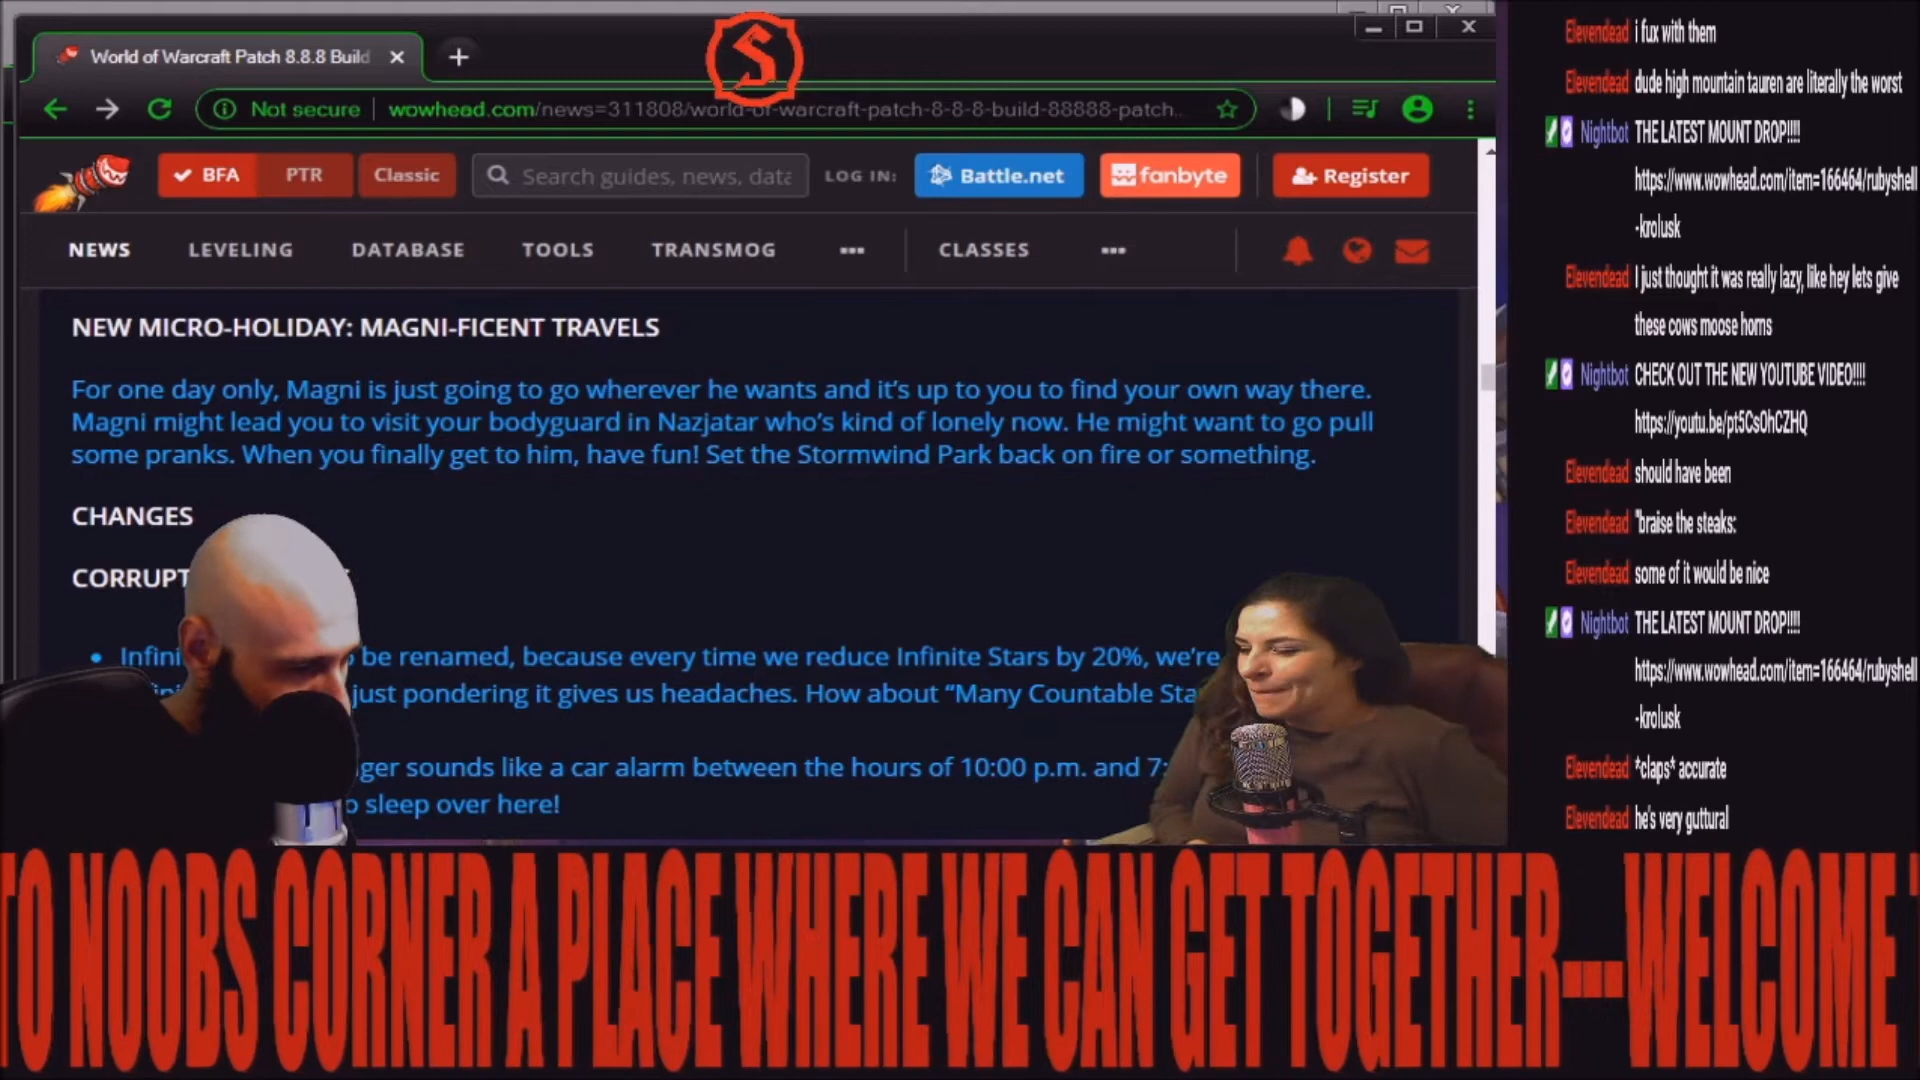 World of Warcraft Patch 8.8.8 Build
Not secure wowhead.com/news=311808/world-of-warcraft-patch-8-8-8-build-88888-patch...
BFA PTR Classic Search guides, news, data LOG IN: Battle.net fanbyte Register
NEWS LEVELING DATABASE TOOLS TRANSMOG ••• CLASSES •••
NEW MICRO-HOLIDAY: MAGNI-FICENT TRAVELS
For one day only, Magni is just going to go wherever he wants and it's up to you to find your own way there.
Magni might lead you to visit your bodyguard in Nazjatar who's kind of lonely now. He might want to go pull
some pranks. When you finally get to him, have fun! Set the Stormwind Park back on fire or something.
CHANGES
CORRUPT
• Infini be renamed, because every time we reduce Infinite Stars by 20%, we're
just pondering it gives us headaches. How about "Many Countable Sta
ger sounds like a car alarm between the hours of 10:00 p.m. and 7:
o sleep over here!
Elevendead i fux with them
Elevendead dude high mountain tauren are literally the worst
Nightbot THE LATEST MOUNT DROP!!!!
https://www.wowhead.com/item=166464/rubyshell
-krolusk
Elevendead I just thought it was really lazy, like hey lets give
these cows moose horns
Nightbot CHECK OUT THE NEW YOUTUBE VIDEO!!!!
https://youtu.be/pt5CsOhCZHQ
Elevendead should have been
Elevendead "braise the steaks:
Elevendead some of it would be nice
Nightbot THE LATEST MOUNT DROP!!!!
https://www.wowhead.com/item=166464/rubyshell
-krolusk
Elevendead *claps* accurate
Elevendead he's very guttural
TO NOOBS CORNER A PLACE WHERE WE CAN GET TOGETHER---WELCOME